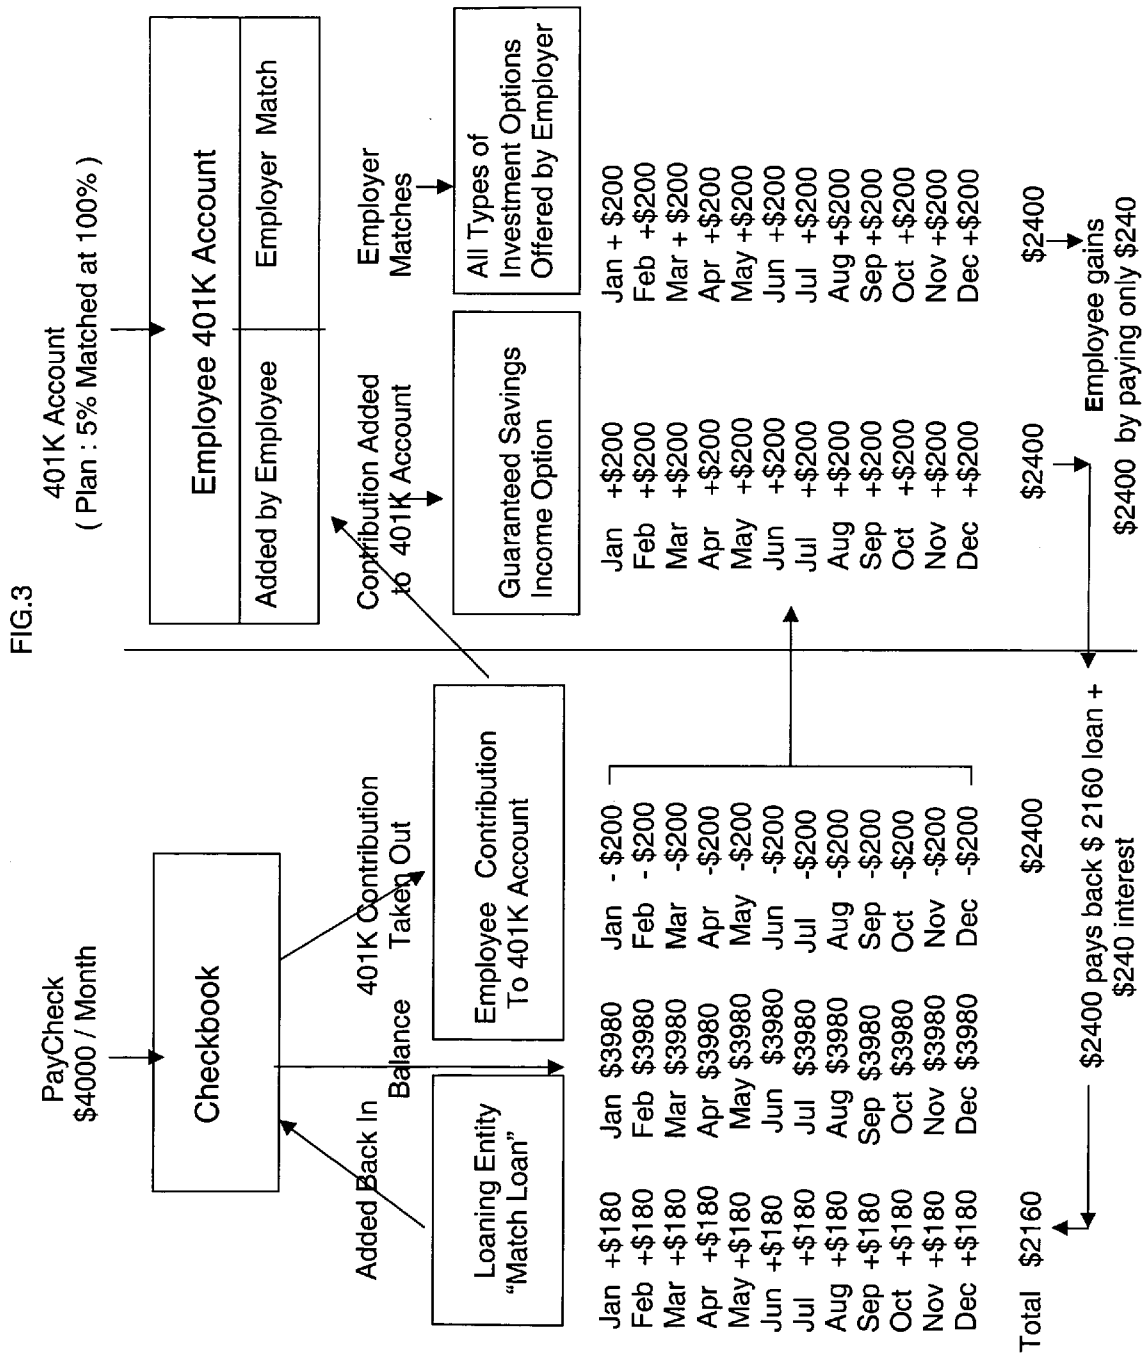 FIG.3
PayCheck
$4000 / Month
Checkbook
Added Back In
Balance
401K Contribution
Taken Out
Loaning Entity
“Match Loan”
Employee Contribution
To 401K Account
Jan +$180
Feb +$180
Mar +$180
Apr +$180
May +$180
Jun +$180
Jul +$180
Aug +$180
Sep +$180
Oct +$180
Nov +$180
Dec +$180
Total $2160
Jan $3980
Feb $3980
Mar $3980
Apr $3980
May $3980
Jun $3980
Jul $3980
Aug $3980
Sep $3980
Oct $3980
Nov $3980
Dec $3980
Jan -$200
Feb -$200
Mar -$200
Apr -$200
May -$200
Jun -$200
Jul -$200
Aug -$200
Sep -$200
Oct -$200
Nov -$200
Dec -$200
$2400
$2400 pays back $ 2160 loan +
$240 interest
401K Account
( Plan : 5% Matched at 100% )
Employee 401K Account
Added by Employee
Employer Match
Contribution Added
to 401K Account
Employer
Matches
Guaranteed Savings
Income Option
All Types of
Investment Options
Offered by Employer
Jan +$200
Feb +$200
Mar +$200
Apr +$200
May +$200
Jun +$200
Jul +$200
Aug +$200
Sep +$200
Oct +$200
Nov +$200
Dec +$200
$2400
Jan + $200
Feb +$200
Mar + $200
Apr +$200
May +$200
Jun +$200
Jul +$200
Aug +$200
Sep +$200
Oct +$200
Nov +$200
Dec +$200
$2400
Employee gains
$2400 by paying only $240